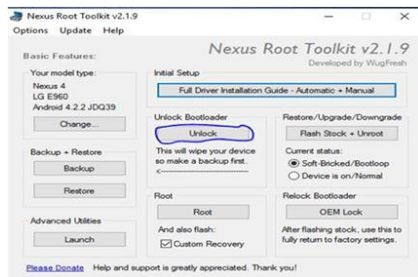 Nexus Root Toolkit v2.1.9
Options Update Help
Nexus Root Toolkit v2.1.9
Developed by WugFresh
Basic Features:
Your model type:
Nexus 4
LG E960
Android 4.2.2 JDQ39
Change...
Backup + Restore
Backup
Restore
Advanced Utilities
Launch
Initial Setup
Full Driver Installation Guide - Automatic + Manual
Unlock Bootloader
Unlock
This will wipe your device
so make a backup first.
<------------------------
Root
Root
And also flash:
Custom Recovery
Restore/Upgrade/Downgrade
Flash Stock + Unroot
Current status:
Soft-Bricked/Bootloop
Device is on/Normal
Relock Bootloader
OEM Lock
After flashing stock, use this to
fully return to factory settings.
Please Donate Help and support is greatly appreciated. Thank you!